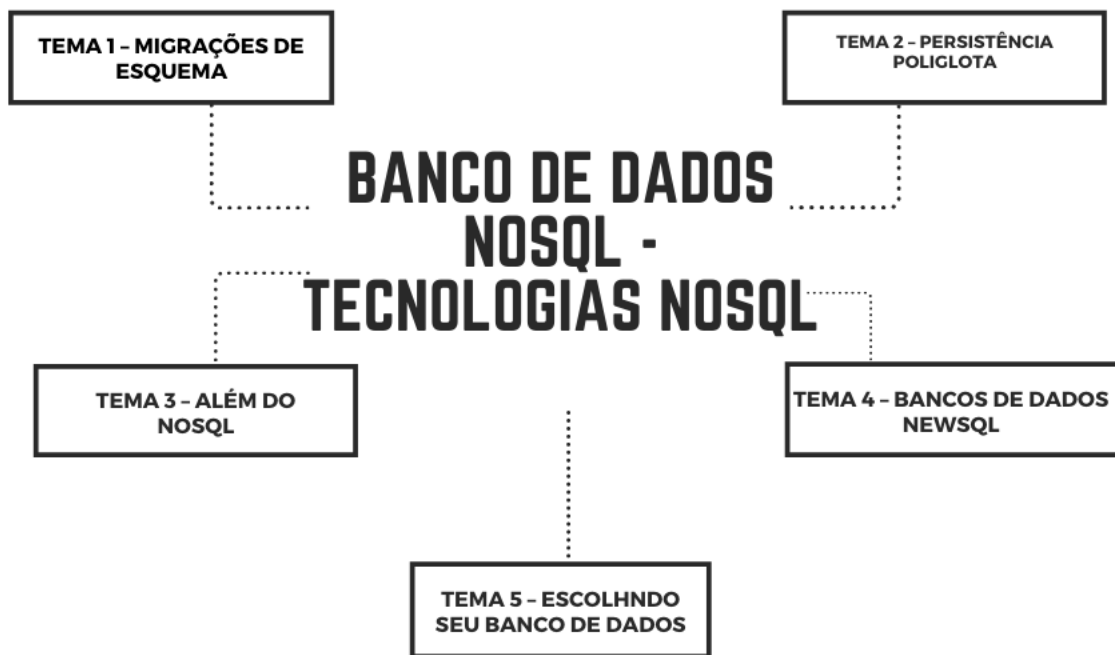 TEMA 1 – MIGRAÇÕES DE
ESQUEMA
TEMA 2 – PERSISTÊNCIA
POLIGLOTA
BANCO DE DADOS
NOSQL -
TECNOLOGIAS NOSQL
TEMA 3 – ALÉM DO
NOSQL
TEMA 4 – BANCOS DE DADOS
NEWSQL
TEMA 5 – ESCOLHNDO
SEU BANCO DE DADOS